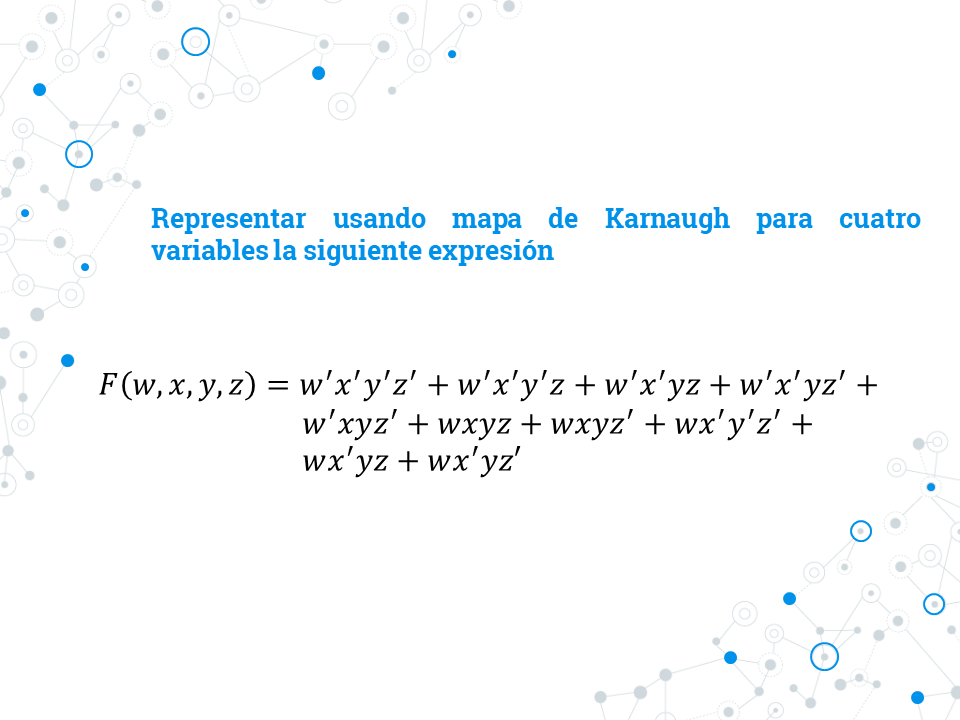 Representar usando mapa de Karnaugh para cuatro
variables la siguiente expresión
F(w, x, y, z) = w′x′y′z′ + w′x′y′z + w′x′yz + w′x′yz′ +
w′xyz′ + wxyz + wxyz′ + wx′y′z′ +
wx′yz + wx′yz′